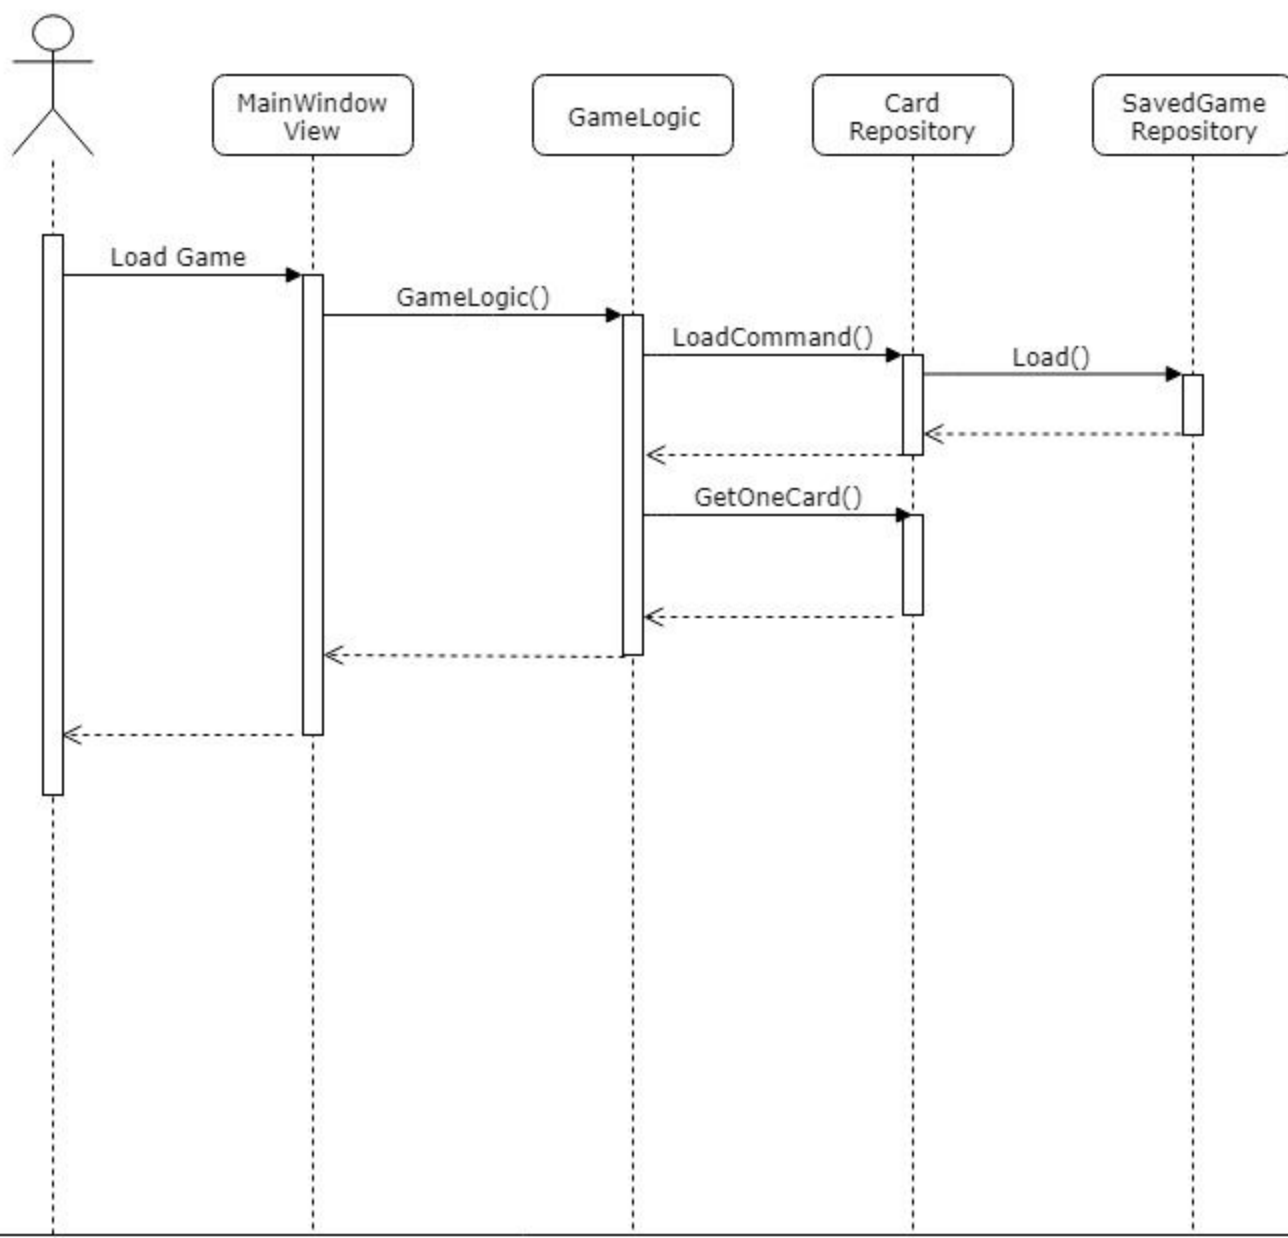 MainWindow
View
GameLogic
Card
Repository
SavedGame
Repository
Load Game
GameLogic()
LoadCommand()
Load()
GetOneCard()